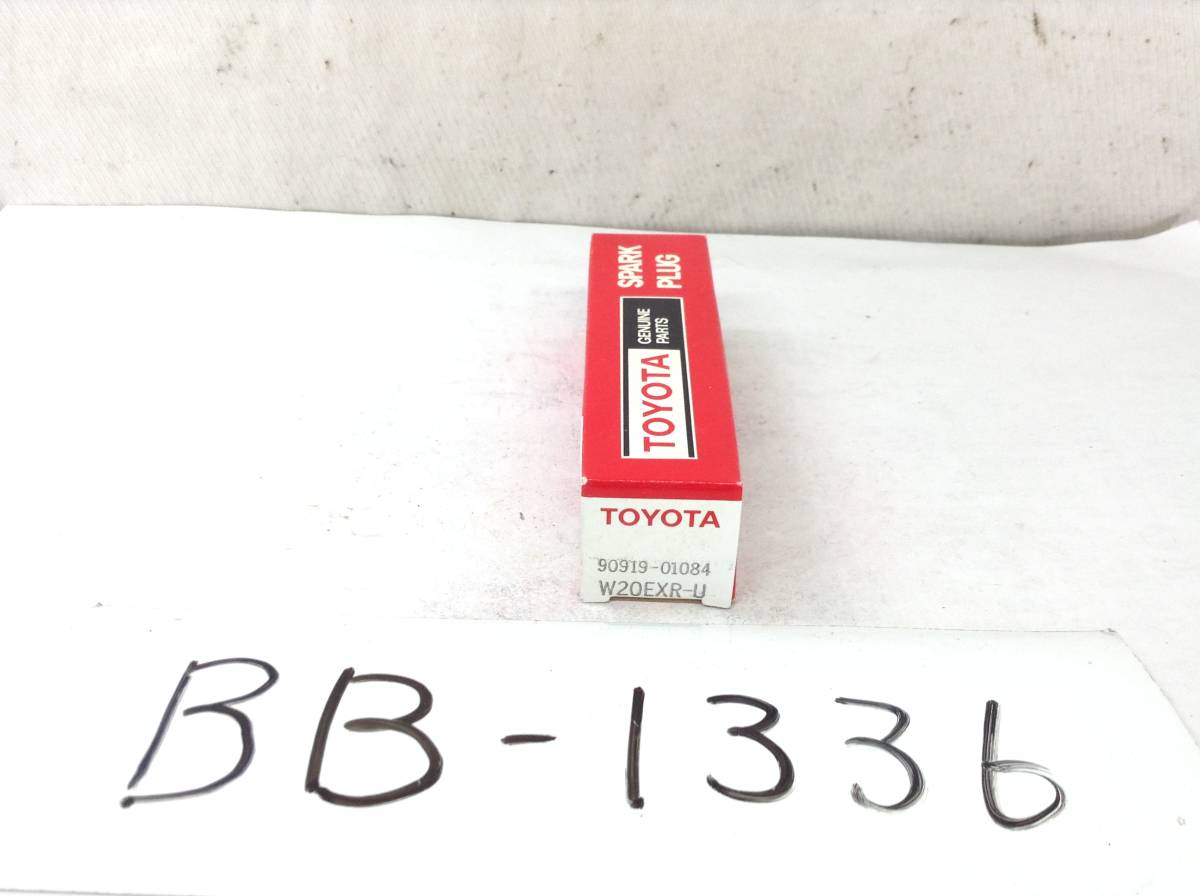 SPARK
PLUG
TOYOTA
GENUINE
PARTS
TOYOTA
90919-01084
W20EXR-U
BB-1336